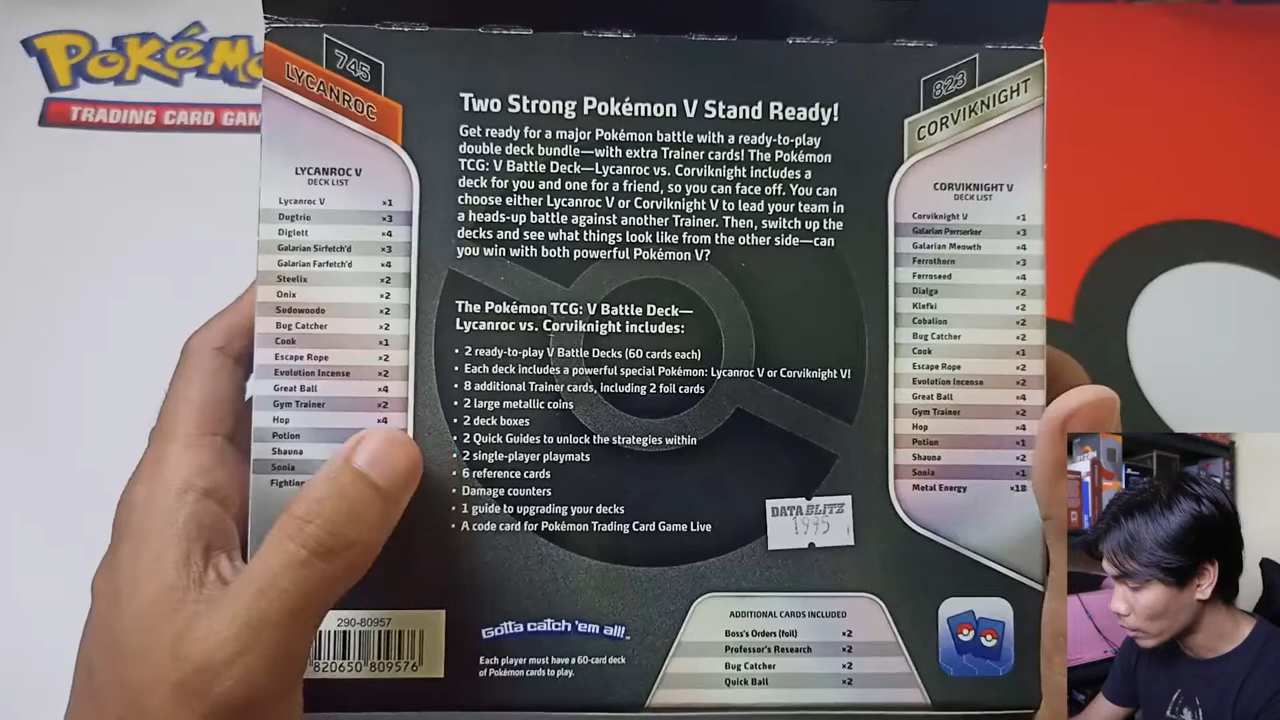 POKÉMO
TRADING CARD GAM
745
LYCANROC
LYCANROC V
DECK LIST
Lycanroc V ×1
Dugtrio ×3
Diglett ×4
Galarian Sirfetch'd ×3
Galarian Farfetch'd ×4
Steelix ×2
Onix ×2
Sudowoodo ×2
Bug Catcher ×2
Cook ×1
Escape Rope ×2
Evolution Incense ×2
Great Ball ×4
Gym Trainer ×2
Hop ×4
Potion
Shauna
Sonia
Fighting
Two Strong Pokémon V Stand Ready!
Get ready for a major Pokémon battle with a ready-to-play
double deck bundle—with extra Trainer cards! The Pokémon
TCG: V Battle Deck—Lycanroc vs. Corviknight includes a
deck for you and one for a friend, so you can face off. You can
choose either Lycanroc V or Corviknight V to lead your team in
a heads-up battle against another Trainer. Then, switch up the
decks and see what things look like from the other side—can
you win with both powerful Pokémon V?
The Pokémon TCG: V Battle Deck—
Lycanroc vs. Corviknight includes:
• 2 ready-to-play V Battle Decks (60 cards each)
• Each deck includes a powerful special Pokémon: Lycanroc V or Corviknight V!
• 8 additional Trainer cards, including 2 foil cards
• 2 large metallic coins
• 2 deck boxes
• 2 Quick Guides to unlock the strategies within
• 2 single-player playmats
• 6 reference cards
• Damage counters
• 1 guide to upgrading your decks
• A code card for Pokémon Trading Card Game Live
DATA BLITZ
1995
823
CORVIKNIGHT
CORVIKNIGHT V
DECK LIST
Corviknight V ×1
Galarian Perrserker ×3
Galarian Meowth ×4
Ferrothorn ×3
Ferroseed ×4
Dialga ×2
Klefki ×2
Cobalion ×2
Bug Catcher ×2
Cook ×1
Escape Rope ×2
Evolution Incense ×2
Great Ball ×4
Gym Trainer ×2
Hop ×4
Potion ×1
Shauna ×2
Sonia ×1
Metal Energy ×18
290-80957
820650 809576
Gotta catch 'em all!™
Each player must have a 60-card deck
of Pokémon cards to play.
ADDITIONAL CARDS INCLUDED
Boss's Orders (foil) ×2
Professor's Research ×2
Bug Catcher ×2
Quick Ball ×2